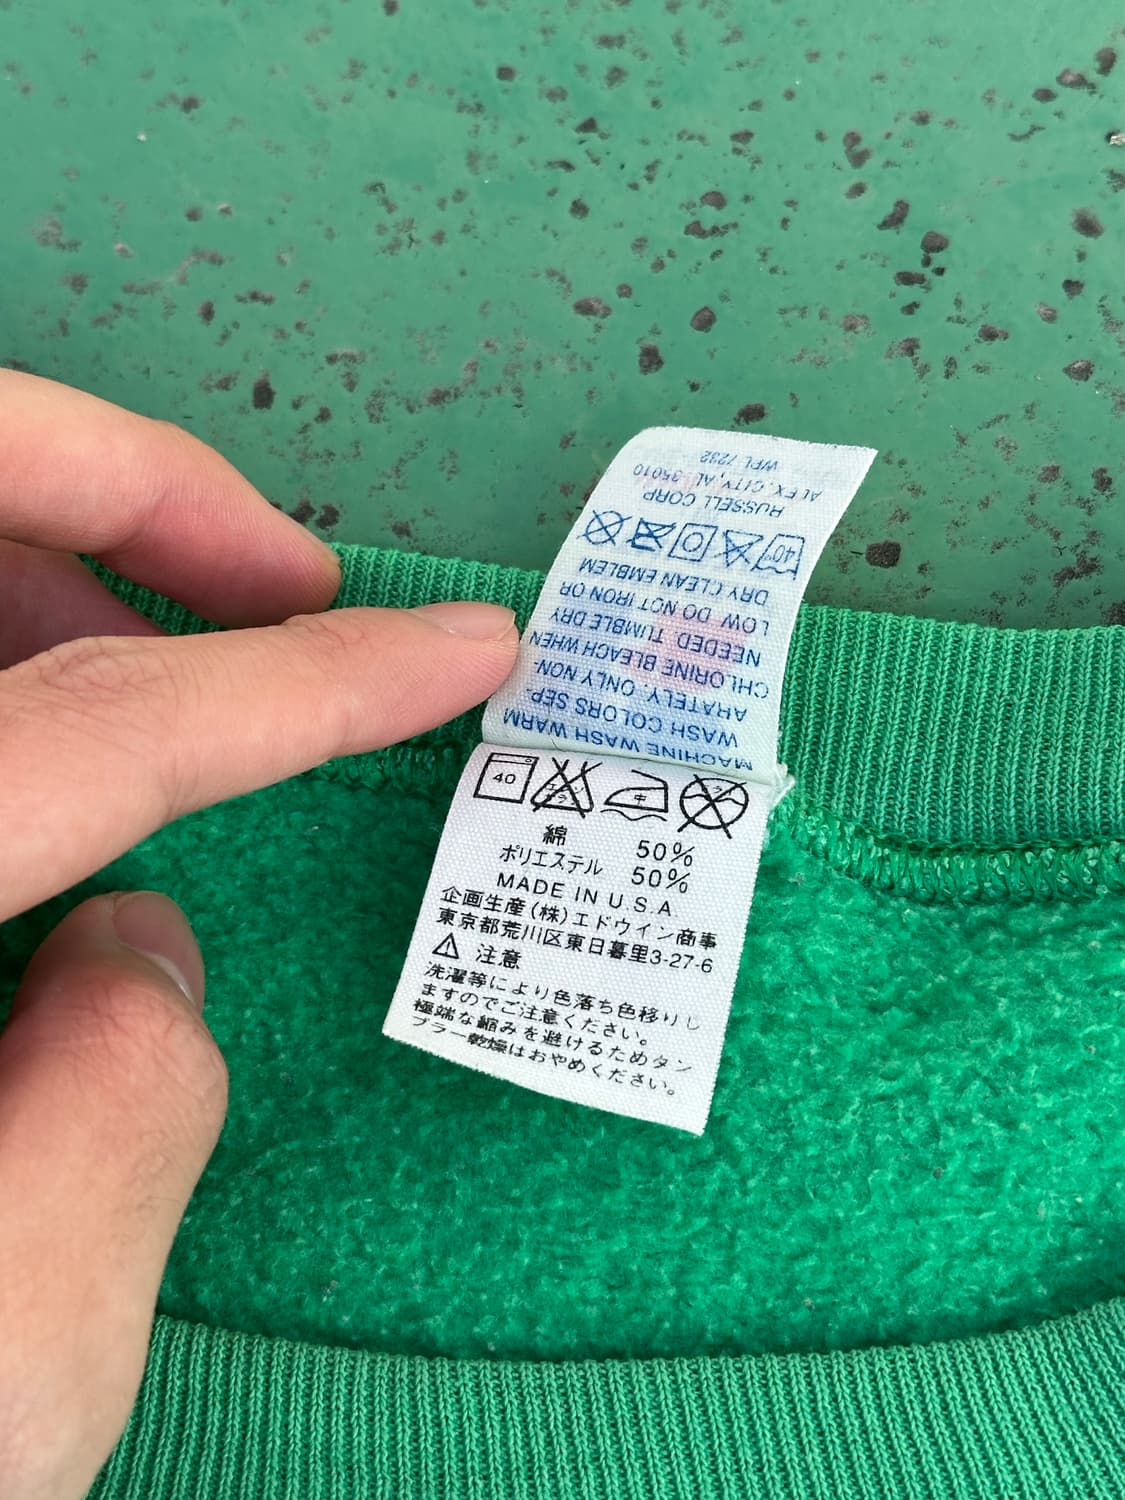 MACHINE WASH WARM
WASH COLORS SEP-
ARATELY. ONLY NON-
CHLORINE BLEACH WHEN
NEEDED. TUMBLE DRY
LOW. DO NOT IRON OR
DRY CLEAN EMBLEM
40°
RUSSELL CORP
ALEX. CITY, AL 35010
WPL 7232
40 中
綿 50%
ポリエステル 50%
MADE IN U.S.A.
企画生産(株)エドウイン商事
東京都荒川区東日暮里3-27-6
注意
洗濯等により色落ち色移りし
ますのでご注意ください。
極端な縮みを避けるためタン
ブラー乾燥はおやめください。